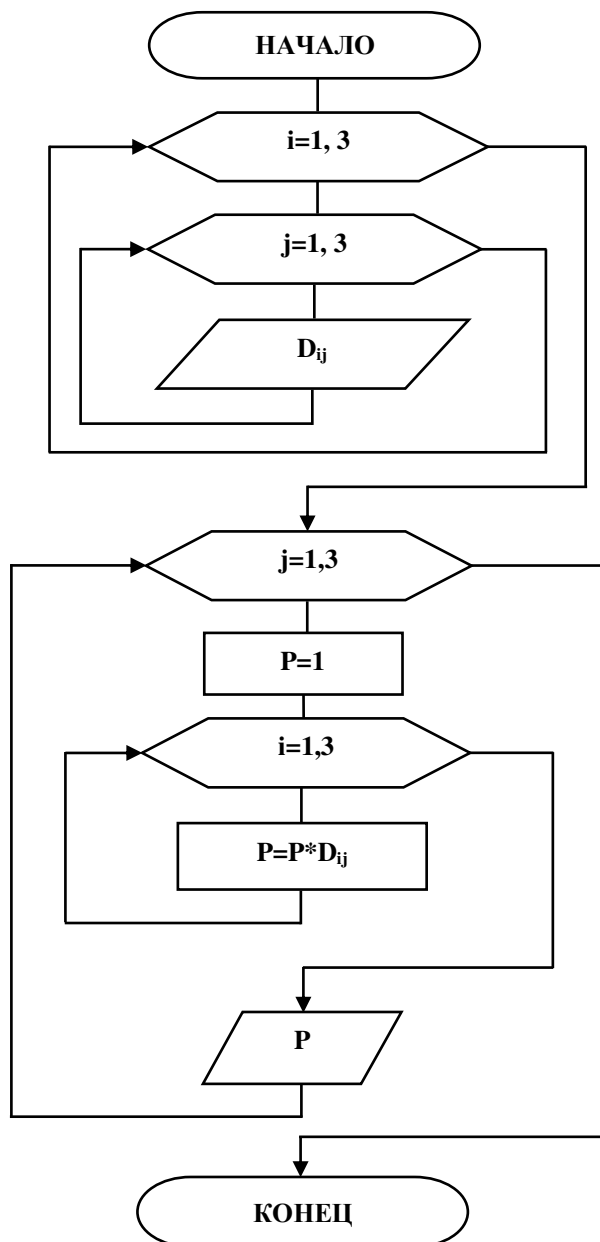 НАЧАЛО
i=1, 3
j=1, 3
Dij
j=1,3
P=1
i=1,3
P=P*Dij
P
КОНЕЦ